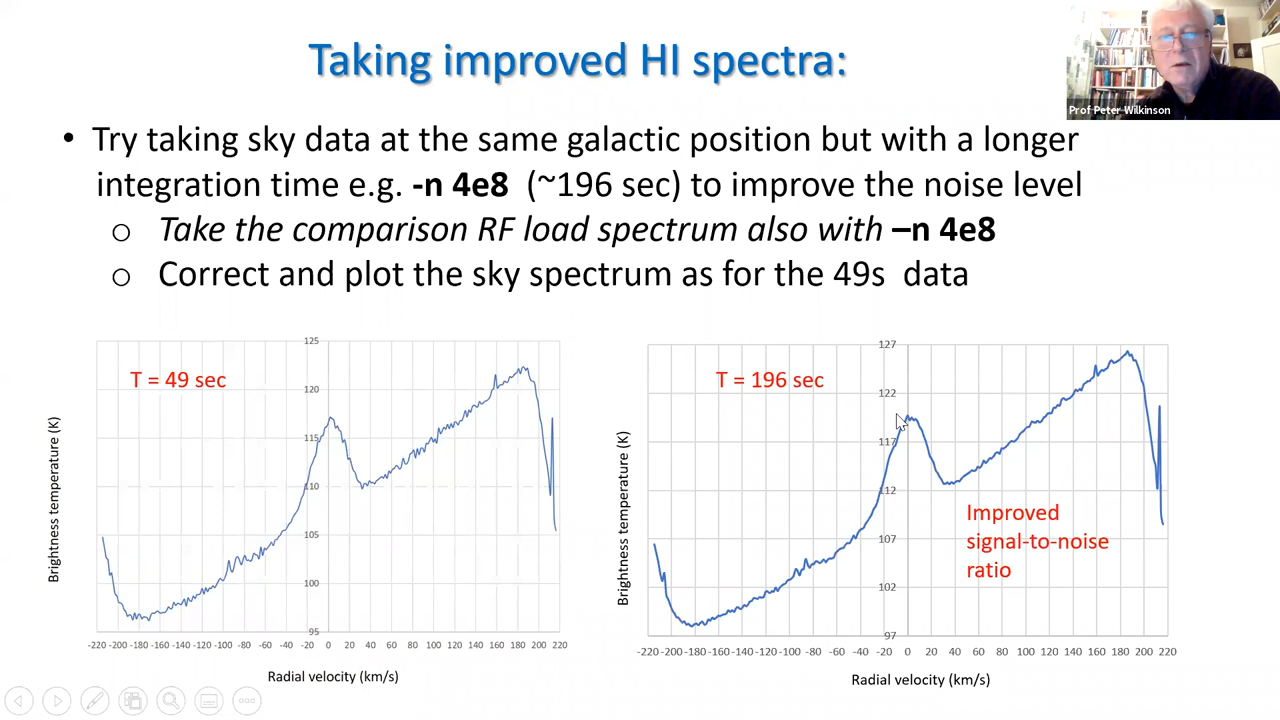 Taking improved HI spectra:
Prof Peter Wilkinson
• Try taking sky data at the same galactic position but with a longer
integration time e.g. -n 4e8 (~196 sec) to improve the noise level
o Take the comparison RF load spectrum also with –n 4e8
o Correct and plot the sky spectrum as for the 49s data
T = 49 sec
Brightness temperature (K)
125
120
115
110
105
100
95
-220 -200 -180 -160 -140 -120 -100 -80 -60 -40 -20 0 20 40 60 80 100 120 140 160 180 200 220
Radial velocity (km/s)
T = 196 sec
Brightness temperature (K)
127
122
117
112
107
102
97
Improved
signal-to-noise
ratio
-220 -200 -180 -160 -140 -120 -100 -80 -60 -40 -20 0 20 40 60 80 100 120 140 160 180 200 220
Radial velocity (km/s)